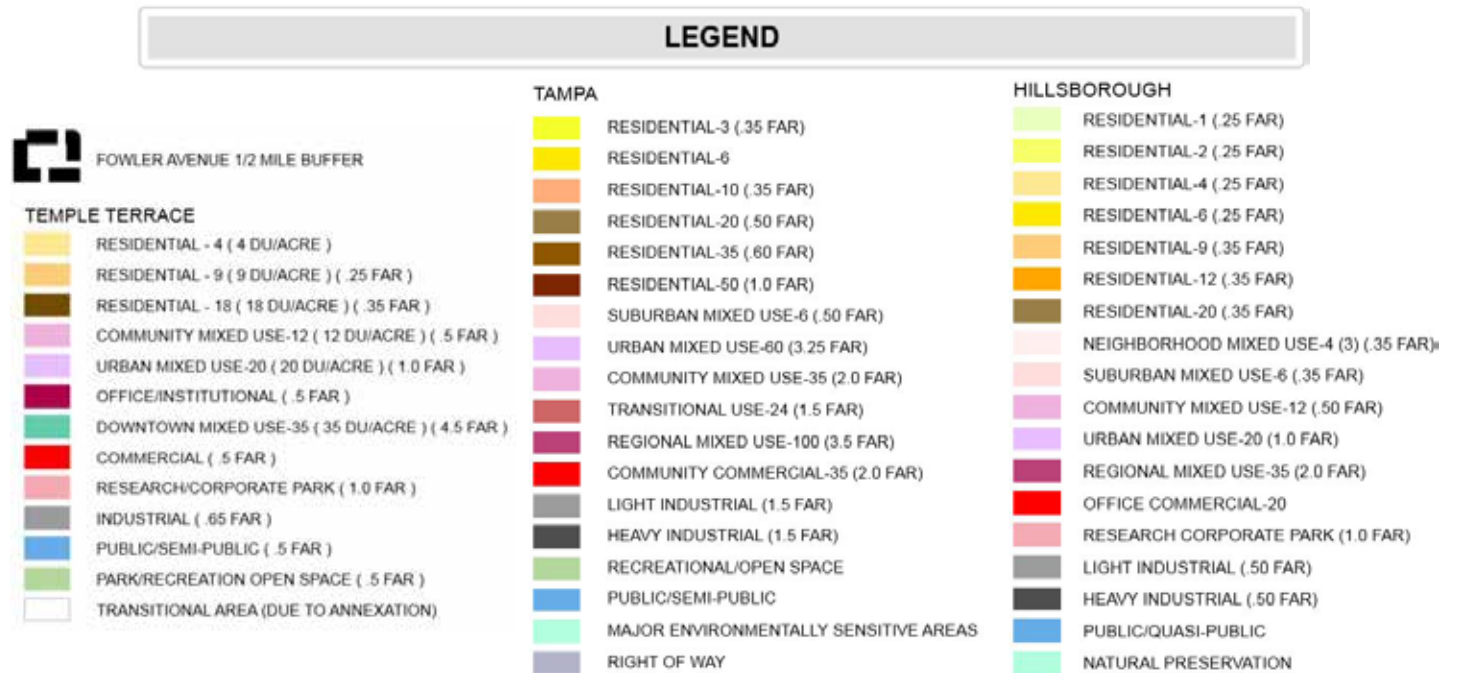 LEGEND
FOWLER AVENUE 1/2 MILE BUFFER
TEMPLE TERRACE
RESIDENTIAL - 4 ( 4 DU/ACRE )
RESIDENTIAL - 9 ( 9 DU/ACRE ) ( .25 FAR )
RESIDENTIAL - 18 ( 18 DU/ACRE ) ( .35 FAR )
COMMUNITY MIXED USE-12 ( 12 DU/ACRE ) ( .5 FAR )
URBAN MIXED USE-20 ( 20 DU/ACRE ) ( 1.0 FAR )
OFFICE/INSTITUTIONAL ( .5 FAR )
DOWNTOWN MIXED USE-35 ( 35 DU/ACRE ) ( 4.5 FAR )
COMMERCIAL ( .5 FAR )
RESEARCH/CORPORATE PARK ( 1.0 FAR )
INDUSTRIAL ( .65 FAR )
PUBLIC/SEMI-PUBLIC ( .5 FAR )
PARK/RECREATION OPEN SPACE ( .5 FAR )
TRANSITIONAL AREA (DUE TO ANNEXATION)
TAMPA
RESIDENTIAL-3 (.35 FAR)
RESIDENTIAL-6
RESIDENTIAL-10 (.35 FAR)
RESIDENTIAL-20 (.50 FAR)
RESIDENTIAL-35 (.60 FAR)
RESIDENTIAL-50 (1.0 FAR)
SUBURBAN MIXED USE-6 (.50 FAR)
URBAN MIXED USE-60 (3.25 FAR)
COMMUNITY MIXED USE-35 (2.0 FAR)
TRANSITIONAL USE-24 (1.5 FAR)
REGIONAL MIXED USE-100 (3.5 FAR)
COMMUNITY COMMERCIAL-35 (2.0 FAR)
LIGHT INDUSTRIAL (1.5 FAR)
HEAVY INDUSTRIAL (1.5 FAR)
RECREATIONAL/OPEN SPACE
PUBLIC/SEMI-PUBLIC
MAJOR ENVIRONMENTALLY SENSITIVE AREAS
RIGHT OF WAY
HILLSBOROUGH
RESIDENTIAL-1 (.25 FAR)
RESIDENTIAL-2 (.25 FAR)
RESIDENTIAL-4 (.25 FAR)
RESIDENTIAL-6 (.25 FAR)
RESIDENTIAL-9 (.35 FAR)
RESIDENTIAL-12 (.35 FAR)
RESIDENTIAL-20 (.35 FAR)
NEIGHBORHOOD MIXED USE-4 (3) (.35 FAR)
SUBURBAN MIXED USE-6 (.35 FAR)
COMMUNITY MIXED USE-12 (.50 FAR)
URBAN MIXED USE-20 (1.0 FAR)
REGIONAL MIXED USE-35 (2.0 FAR)
OFFICE COMMERCIAL-20
RESEARCH CORPORATE PARK (1.0 FAR)
LIGHT INDUSTRIAL (.50 FAR)
HEAVY INDUSTRIAL (.50 FAR)
PUBLIC/QUASI-PUBLIC
NATURAL PRESERVATION